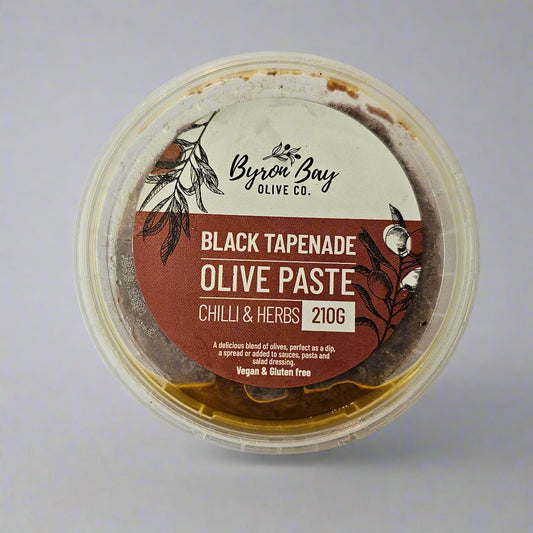 Byron Bay
OLIVE CO.
BLACK TAPENADE
OLIVE PASTE
CHILLI & HERBS 210G
A delicious blend of olives, perfect as a dip,
a spread or added to sauces, pasta and
salad dressing.
Vegan & Gluten free